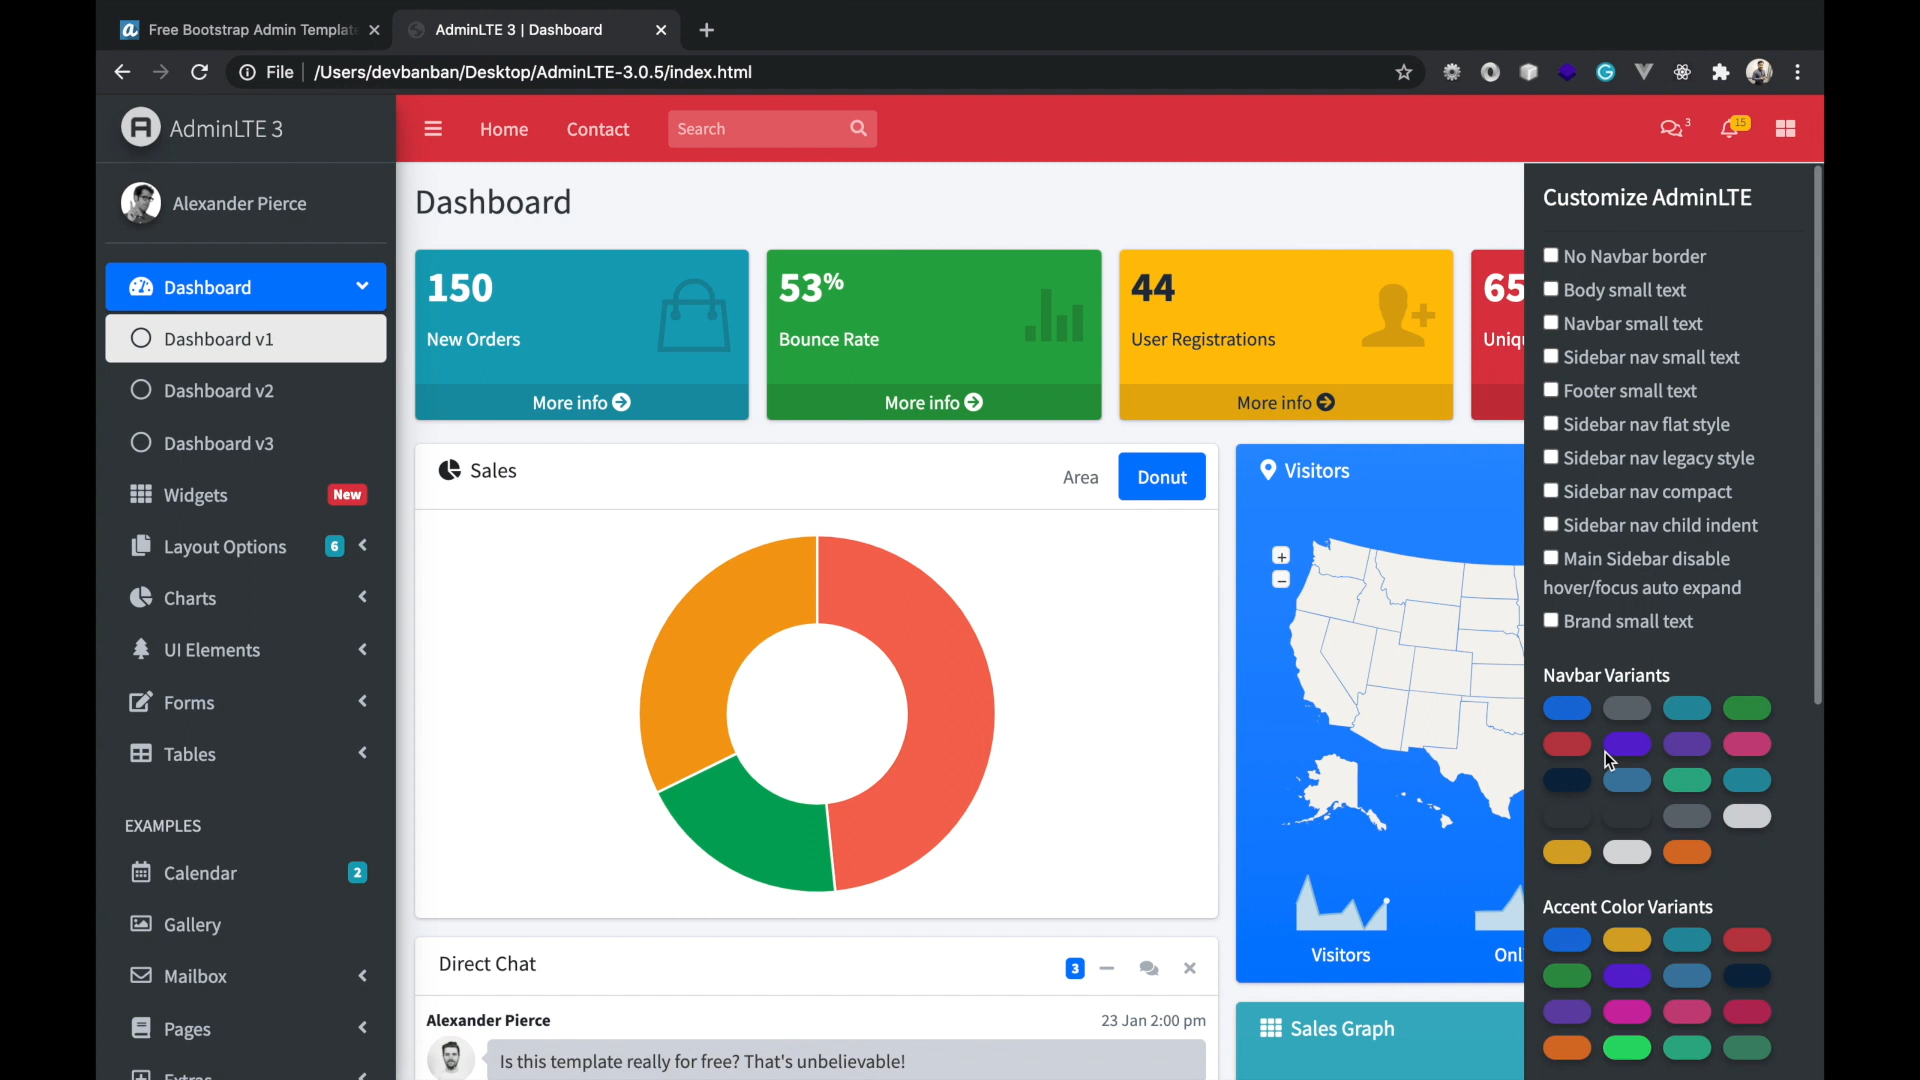 Free Bootstrap Admin Template
AdminLTE 3 | Dashboard
File
/Users/devbanban/Desktop/AdminLTE-3.0.5/index.html
AdminLTE 3
Home
Contact
Search
3
15
Alexander Pierce
Dashboard
Dashboard v1
Dashboard v2
Dashboard v3
Widgets
New
Layout Options
6
Charts
UI Elements
Forms
Tables
EXAMPLES
Calendar
2
Gallery
Mailbox
Pages
Extras
Dashboard
150
New Orders
More info
53%
Bounce Rate
More info
44
User Registrations
More info
65
Uniq
Sales
Area
Donut
Visitors
+
−
Visitors
Onl
Direct Chat
3
Alexander Pierce
23 Jan 2:00 pm
Is this template really for free? That's unbelievable!
Sales Graph
Customize AdminLTE
No Navbar border
Body small text
Navbar small text
Sidebar nav small text
Footer small text
Sidebar nav flat style
Sidebar nav legacy style
Sidebar nav compact
Sidebar nav child indent
Main Sidebar disable
hover/focus auto expand
Brand small text
Navbar Variants
Accent Color Variants